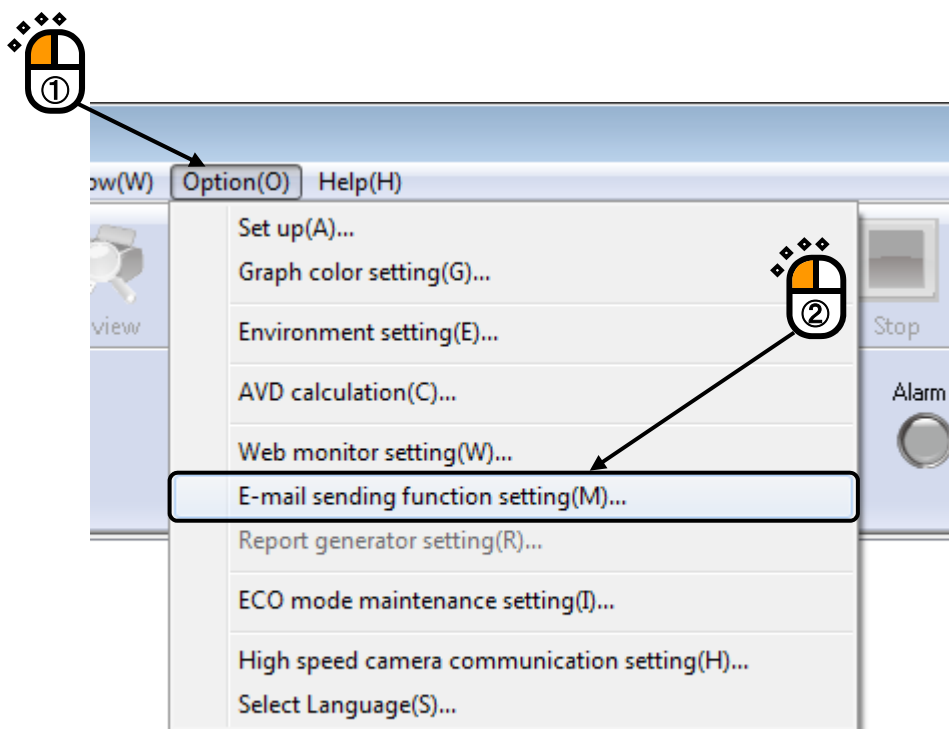 ①
ow(W) Option(O) Help(H)
Set up(A)...
Graph color setting(G)...
②
view
Environment setting(E)...
Stop
AVD calculation(C)...
Alarm
Web monitor setting(W)...
E-mail sending function setting(M)...
Report generator setting(R)...
ECO mode maintenance setting(I)...
High speed camera communication setting(H)...
Select Language(S)...